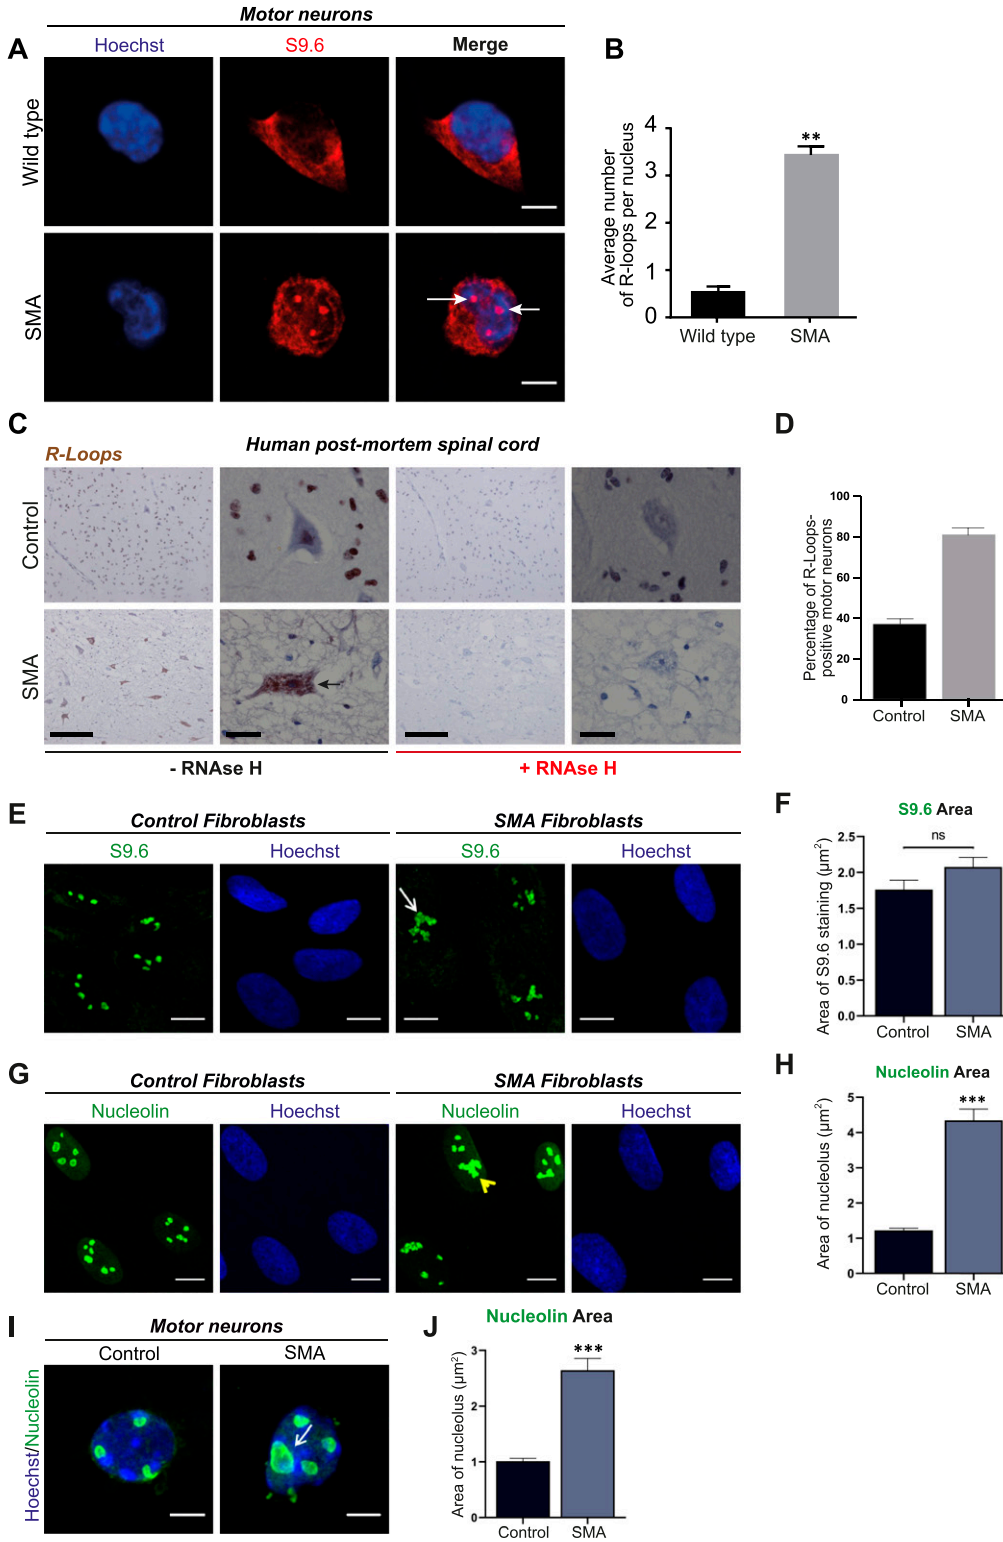 Motor neurons
A
Hoechst
S9.6
Merge
Wild type
SMA
B
Average number
of R-loops per nucleus
4
3
2
1
0
**
Wild type
SMA
C
R-Loops
Human post-mortem spinal cord
Control
SMA
- RNAse H
+ RNAse H
D
Percentage of R-Loops-
positive motor neurons
100
80
60
40
20
0
Control
SMA
E
Control Fibroblasts
SMA Fibroblasts
S9.6
Hoechst
S9.6
Hoechst
F
S9.6 Area
Area of S9.6 staining (µm²)
2.5
2.0
1.5
1.0
0.5
0.0
ns
Control
SMA
G
Control Fibroblasts
SMA Fibroblasts
Nucleolin
Hoechst
Nucleolin
Hoechst
H
Nucleolin Area
Area of nucleolus (µm²)
5
4
3
2
1
0
***
Control
SMA
I
Motor neurons
Control
SMA
Hoechst/Nucleolin
J
Nucleolin Area
Area of nucleolus (µm²)
3
2
1
0
***
Control
SMA